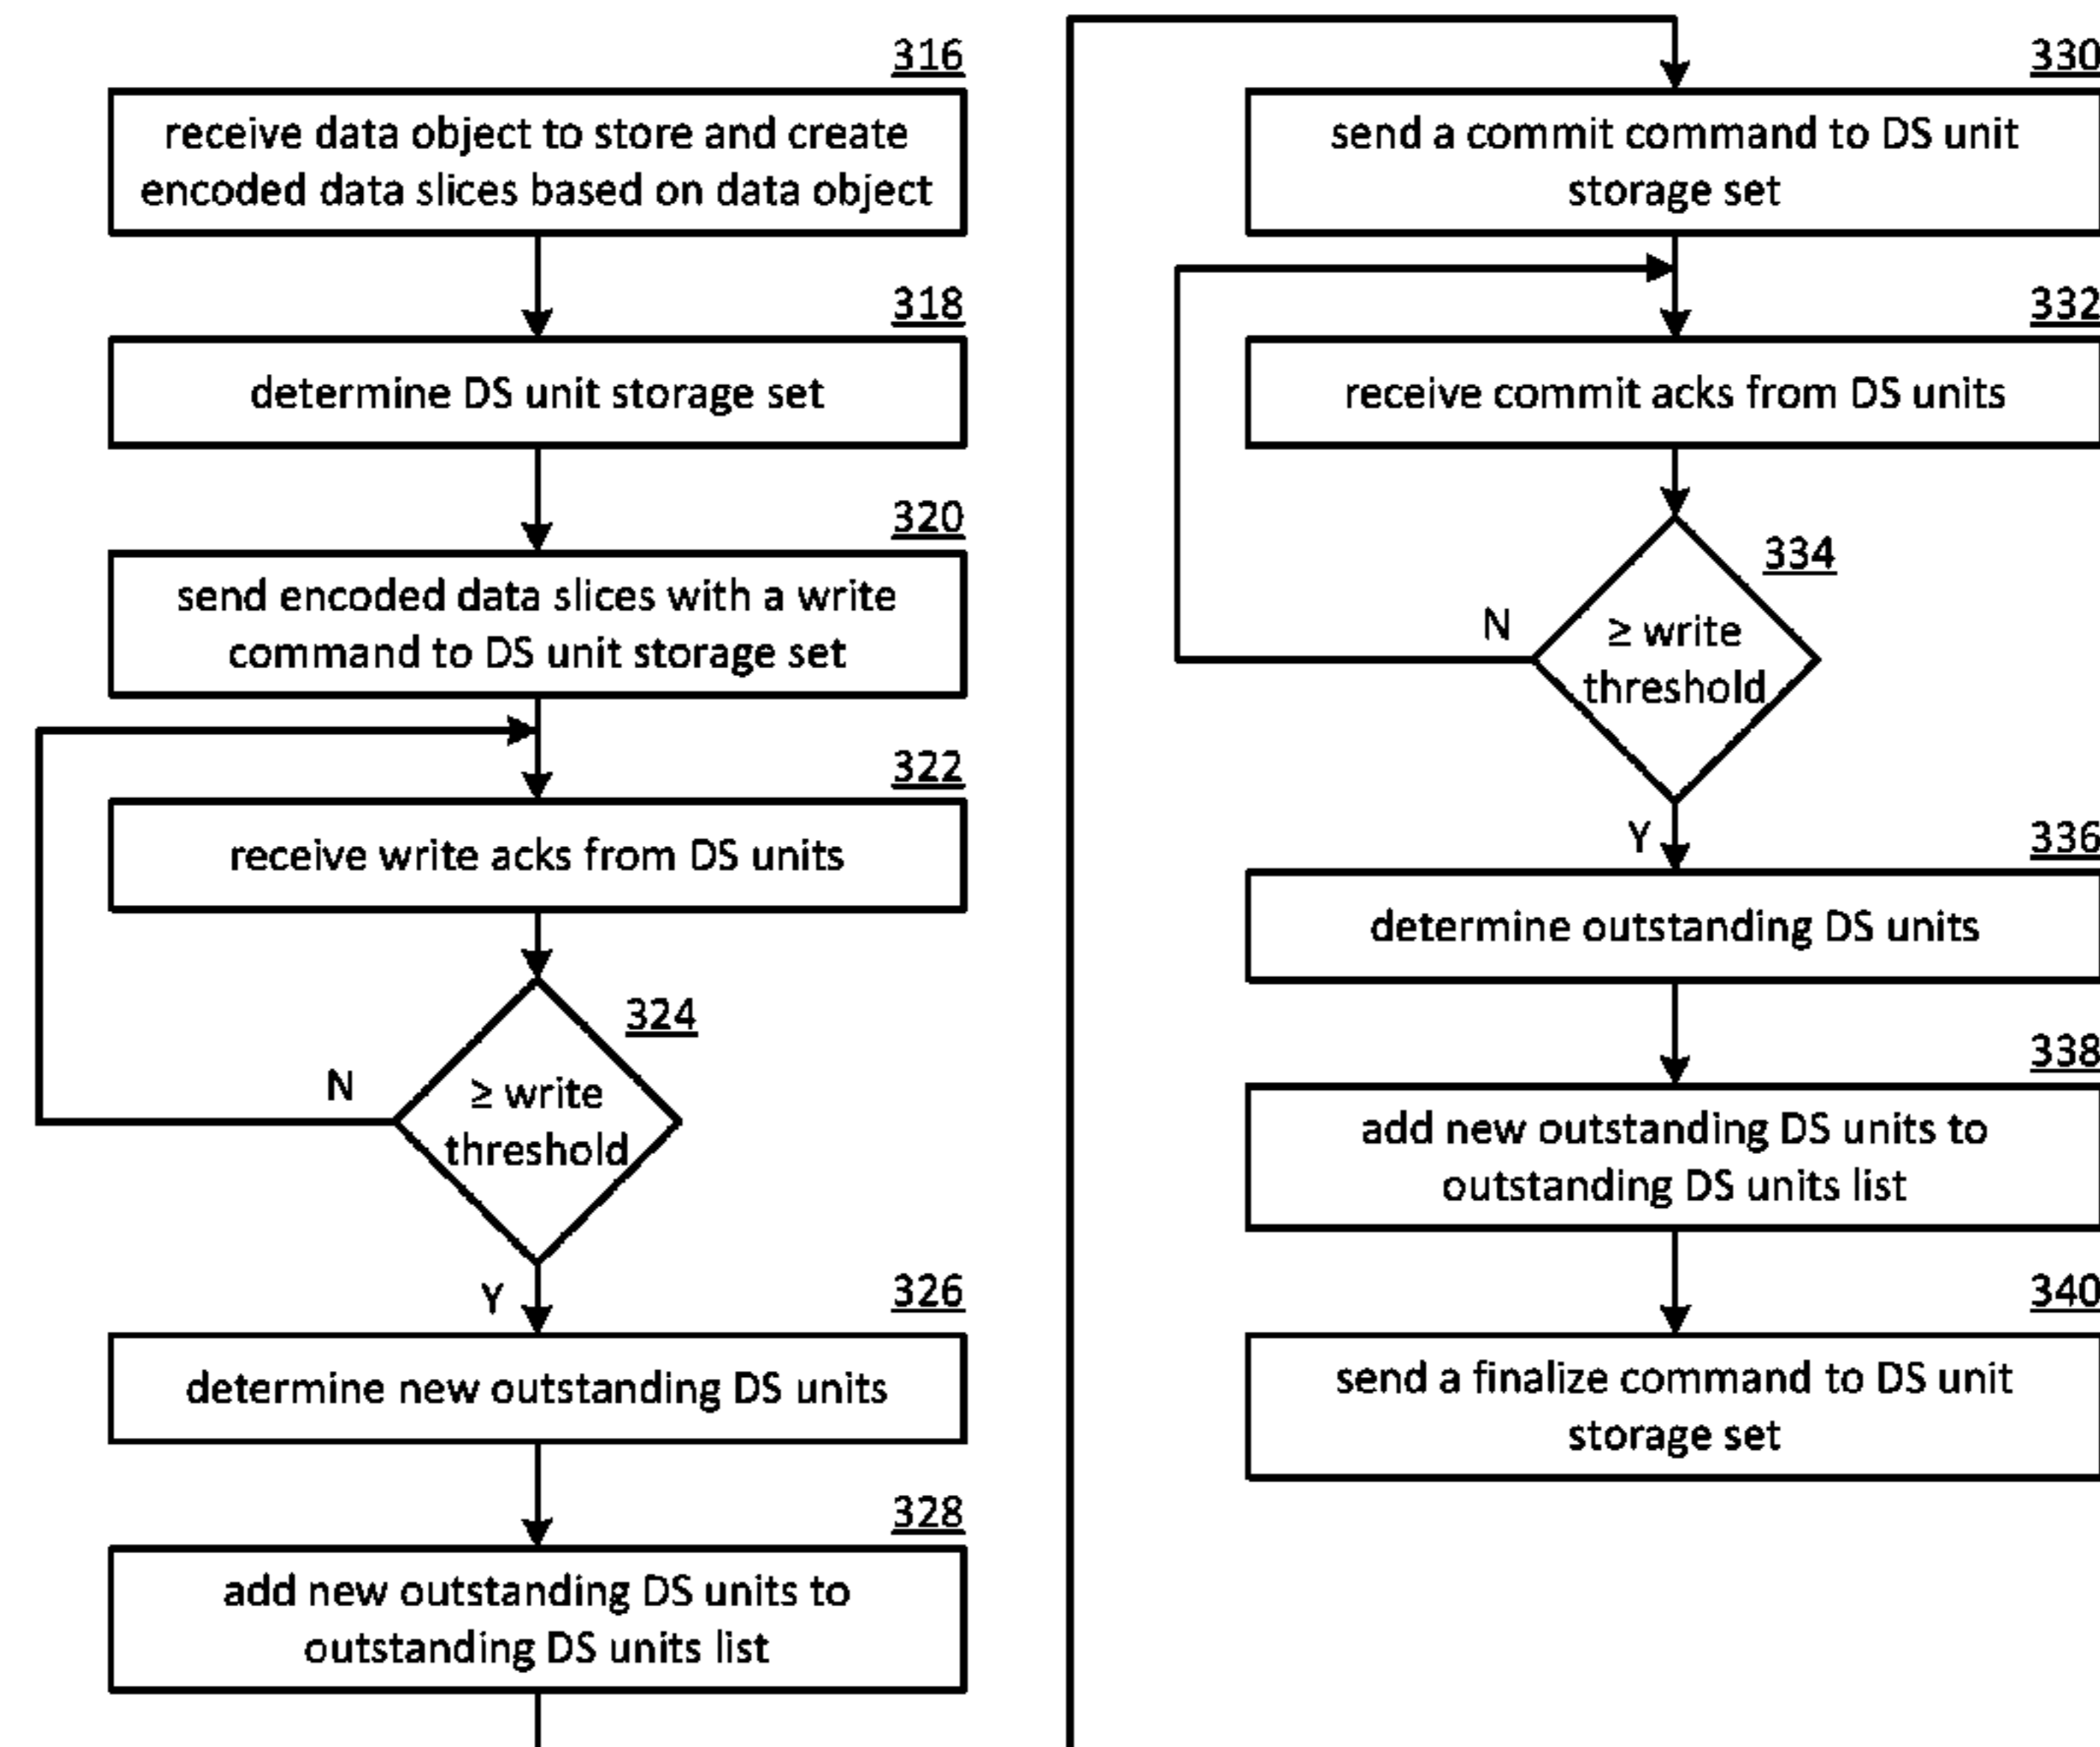 316
receive data object to store and create
encoded data slices based on data object
318
determine DS unit storage set
320
send encoded data slices with a write
command to DS unit storage set
322
receive write acks from DS units
324
N
≥ write
threshold
Y
326
determine new outstanding DS units
328
add new outstanding DS units to
outstanding DS units list
330
send a commit command to DS unit
storage set
332
receive commit acks from DS units
334
N
≥ write
threshold
Y
336
determine outstanding DS units
338
add new outstanding DS units to
outstanding DS units list
340
send a finalize command to DS unit
storage set